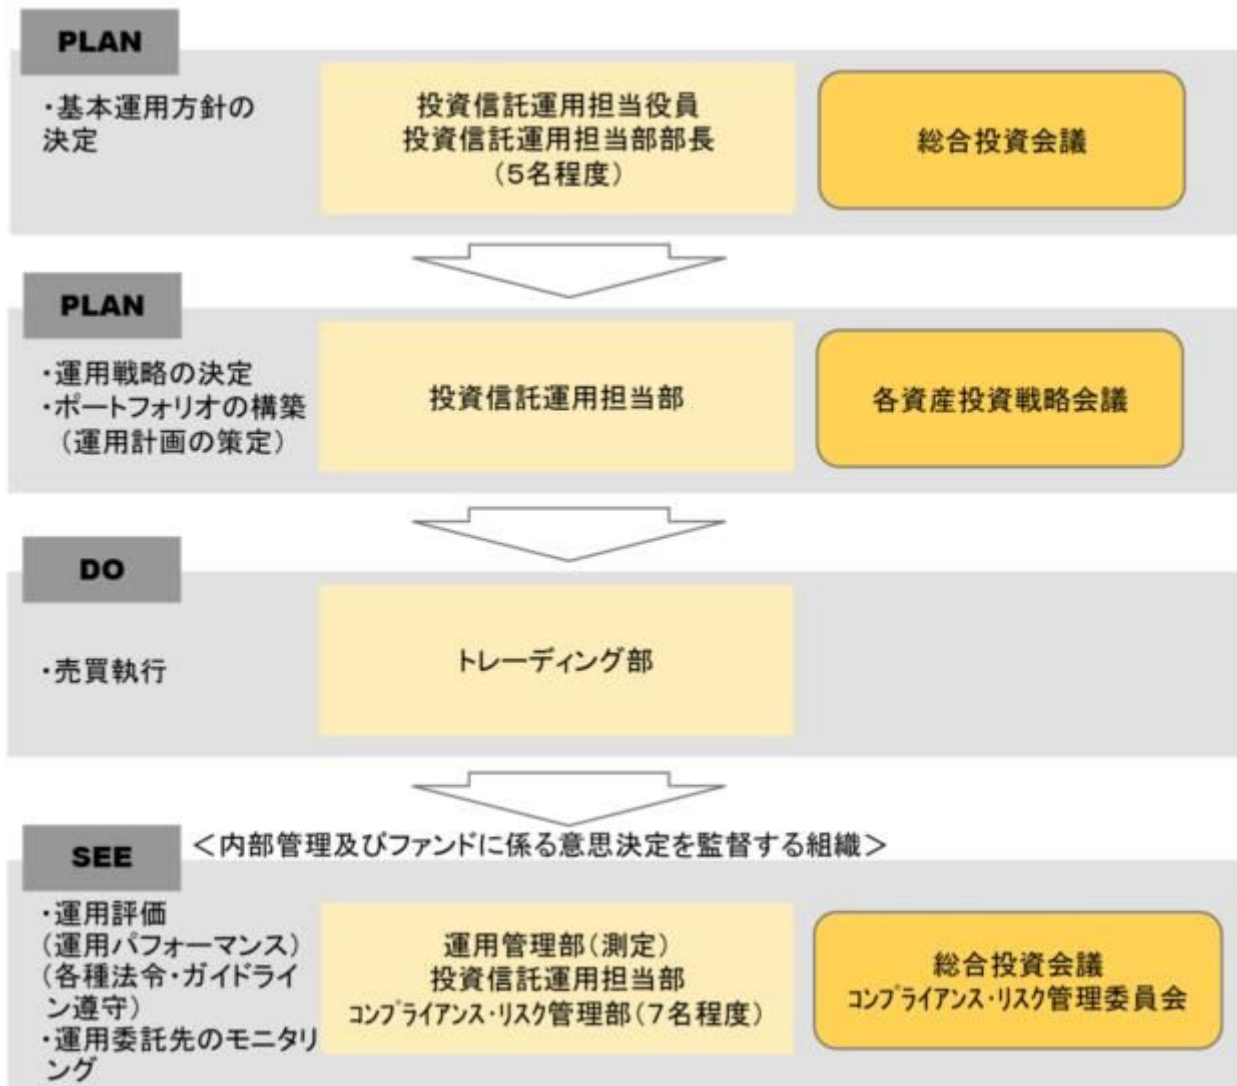 PLAN
・基本運用方針の
決定
投資信託運用担当役員
投資信託運用担当部部長
(5名程度)
総合投資会議
PLAN
・運用戦略の決定
・ポートフォリオの構築
(運用計画の策定)
投資信託運用担当部
各資産投資戦略会議
DO
・売買執行
トレーディング部
SEE
<内部管理及びファンドに係る意思決定を監督する組織>
・運用評価
(運用パフォーマンス)
(各種法令・ガイドライ
ン遵守)
・運用委託先のモニタリ
ング
運用管理部(測定)
投資信託運用担当部
コンプライアンス・リスク管理部(7名程度)
総合投資会議
コンプライアンス・リスク管理委員会